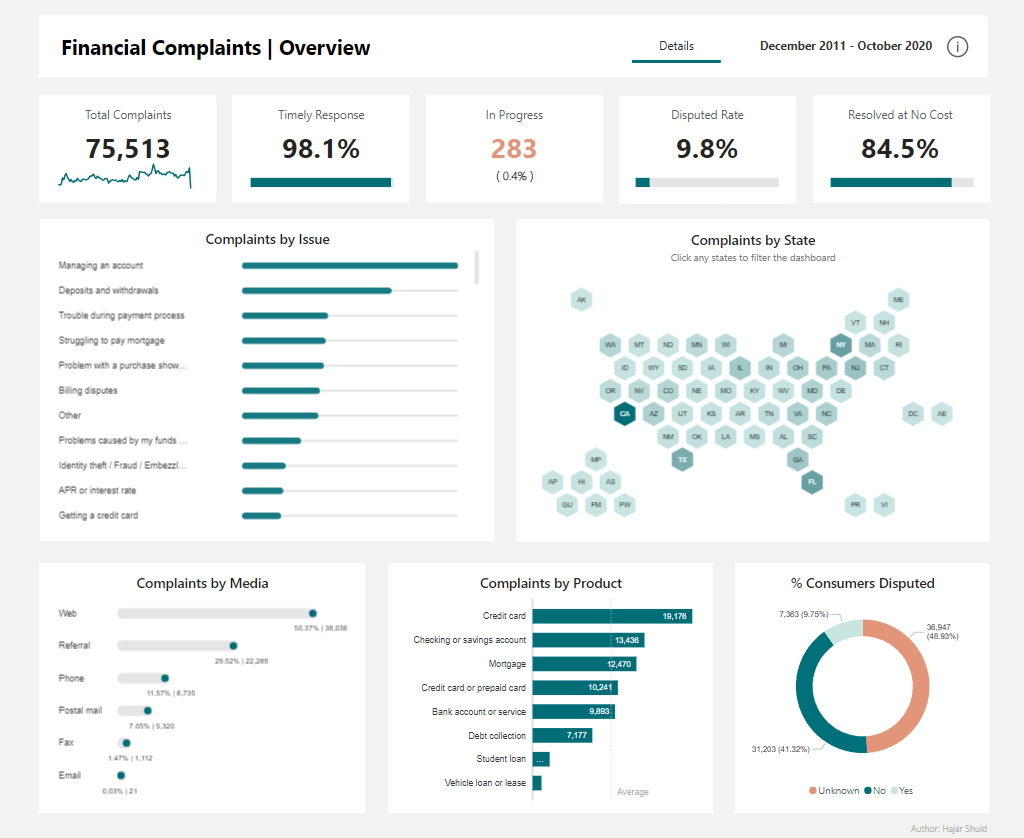 Financial Complaints | Overview
Details
December 2011 - October 2020
i
Total Complaints
75,513
Timely Response
98.1%
In Progress
283
( 0.4% )
Disputed Rate
9.8%
Resolved at No Cost
84.5%
Complaints by Issue
Managing an account
Deposits and withdrawals
Trouble during payment process
Struggling to pay mortgage
Problem with a purchase show...
Billing disputes
Other
Problems caused by my funds ...
Identity theft / Fraud / Embezzl...
APR or interest rate
Getting a credit card
Complaints by State
Click any states to filter the dashboard
AK ME
VT NH
WA MT ND MN WI MI NY MA RI
ID WY SD IA IL IN OH PA NJ CT
OR NV CO NE MO KY WV MD DE
CA AZ UT KS AR TN VA NC DC AE
NM OK LA MS AL SC
MP TX GA
AP HI AS FL
GU FM PW PR VI
Complaints by Media
Web
50.37% | 38,036
Referral
29.52% | 22,289
Phone
11.57% | 8,735
Postal mail
7.05% | 5,320
Fax
1.47% | 1,112
Email
0.03% | 21
Complaints by Product
Credit card 19,176
Checking or savings account 13,436
Mortgage 12,470
Credit card or prepaid card 10,241
Bank account or service 9,893
Debt collection 7,177
Student loan ...
Vehicle loan or lease
Average
% Consumers Disputed
7,363 (9.75%)
36,947
(48.93%)
31,203 (41.32%)
Unknown No Yes
Author: Hajar Shuid